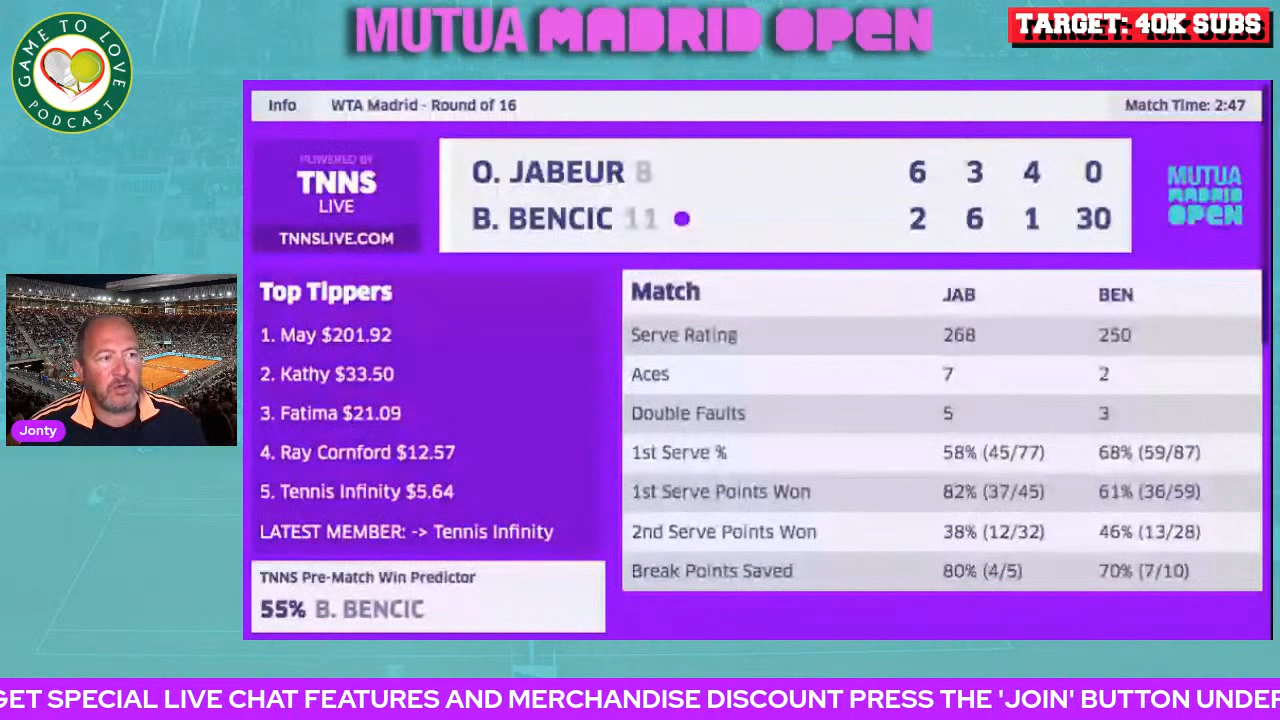 GAME TO LOVE
PODCAST
MUTUA MADRID OPEN
TARGET: 40K SUBS
Info WTA Madrid - Round of 16 Match Time: 2:47
POWERED BY
TNNS
LIVE
TNNSLIVE.COM
O. JABEUR 8 6 3 4 0
B. BENCIC 11 2 6 1 30
MUTUA
MADRID
OPEN
Top Tippers
1. May $201.92
2. Kathy $33.50
3. Fatima $21.09
4. Ray Cornford $12.57
5. Tennis Infinity $5.64
LATEST MEMBER: -> Tennis Infinity
TNNS Pre-Match Win Predictor
55% B. BENCIC
Match JAB BEN
Serve Rating 268 250
Aces 7 2
Double Faults 5 3
1st Serve % 58% (45/77) 68% (59/87)
1st Serve Points Won 82% (37/45) 61% (36/59)
2nd Serve Points Won 38% (12/32) 46% (13/28)
Break Points Saved 80% (4/5) 70% (7/10)
Jonty
GET SPECIAL LIVE CHAT FEATURES AND MERCHANDISE DISCOUNT PRESS THE 'JOIN' BUTTON UNDER